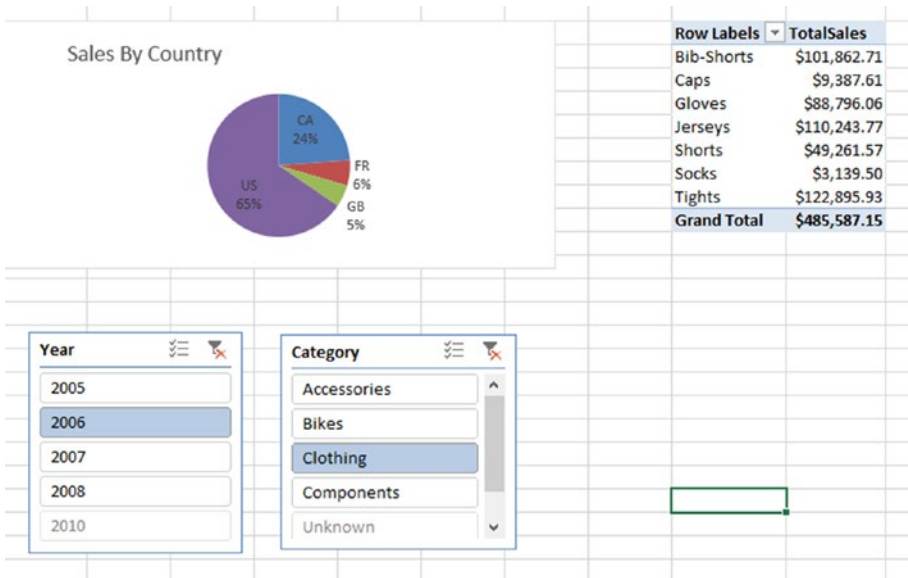 Sales By Country
CA
24%
FR
6%
GB
5%
US
65%
Row Labels TotalSales
Bib-Shorts $101,862.71
Caps $9,387.61
Gloves $88,796.06
Jerseys $110,243.77
Shorts $49,261.57
Socks $3,139.50
Tights $122,895.93
Grand Total $485,587.15
Year
2005
2006
2007
2008
2010
Category
Accessories
Bikes
Clothing
Components
Unknown